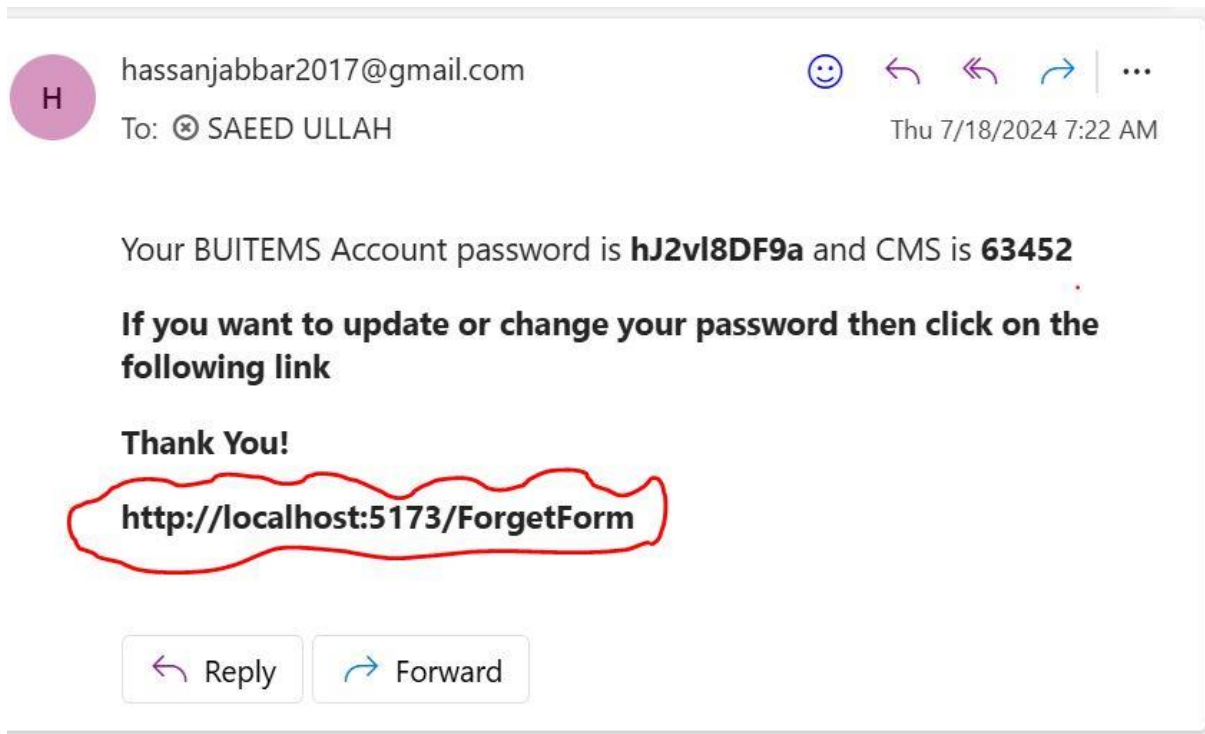 H
hassanjabbar2017@gmail.com
To: SAEED ULLAH
Thu 7/18/2024 7:22 AM
Your BUITEMS Account password is hJ2vl8DF9a and CMS is 63452
If you want to update or change your password then click on the
following link
Thank You!
http://localhost:5173/ForgetForm
Reply
Forward